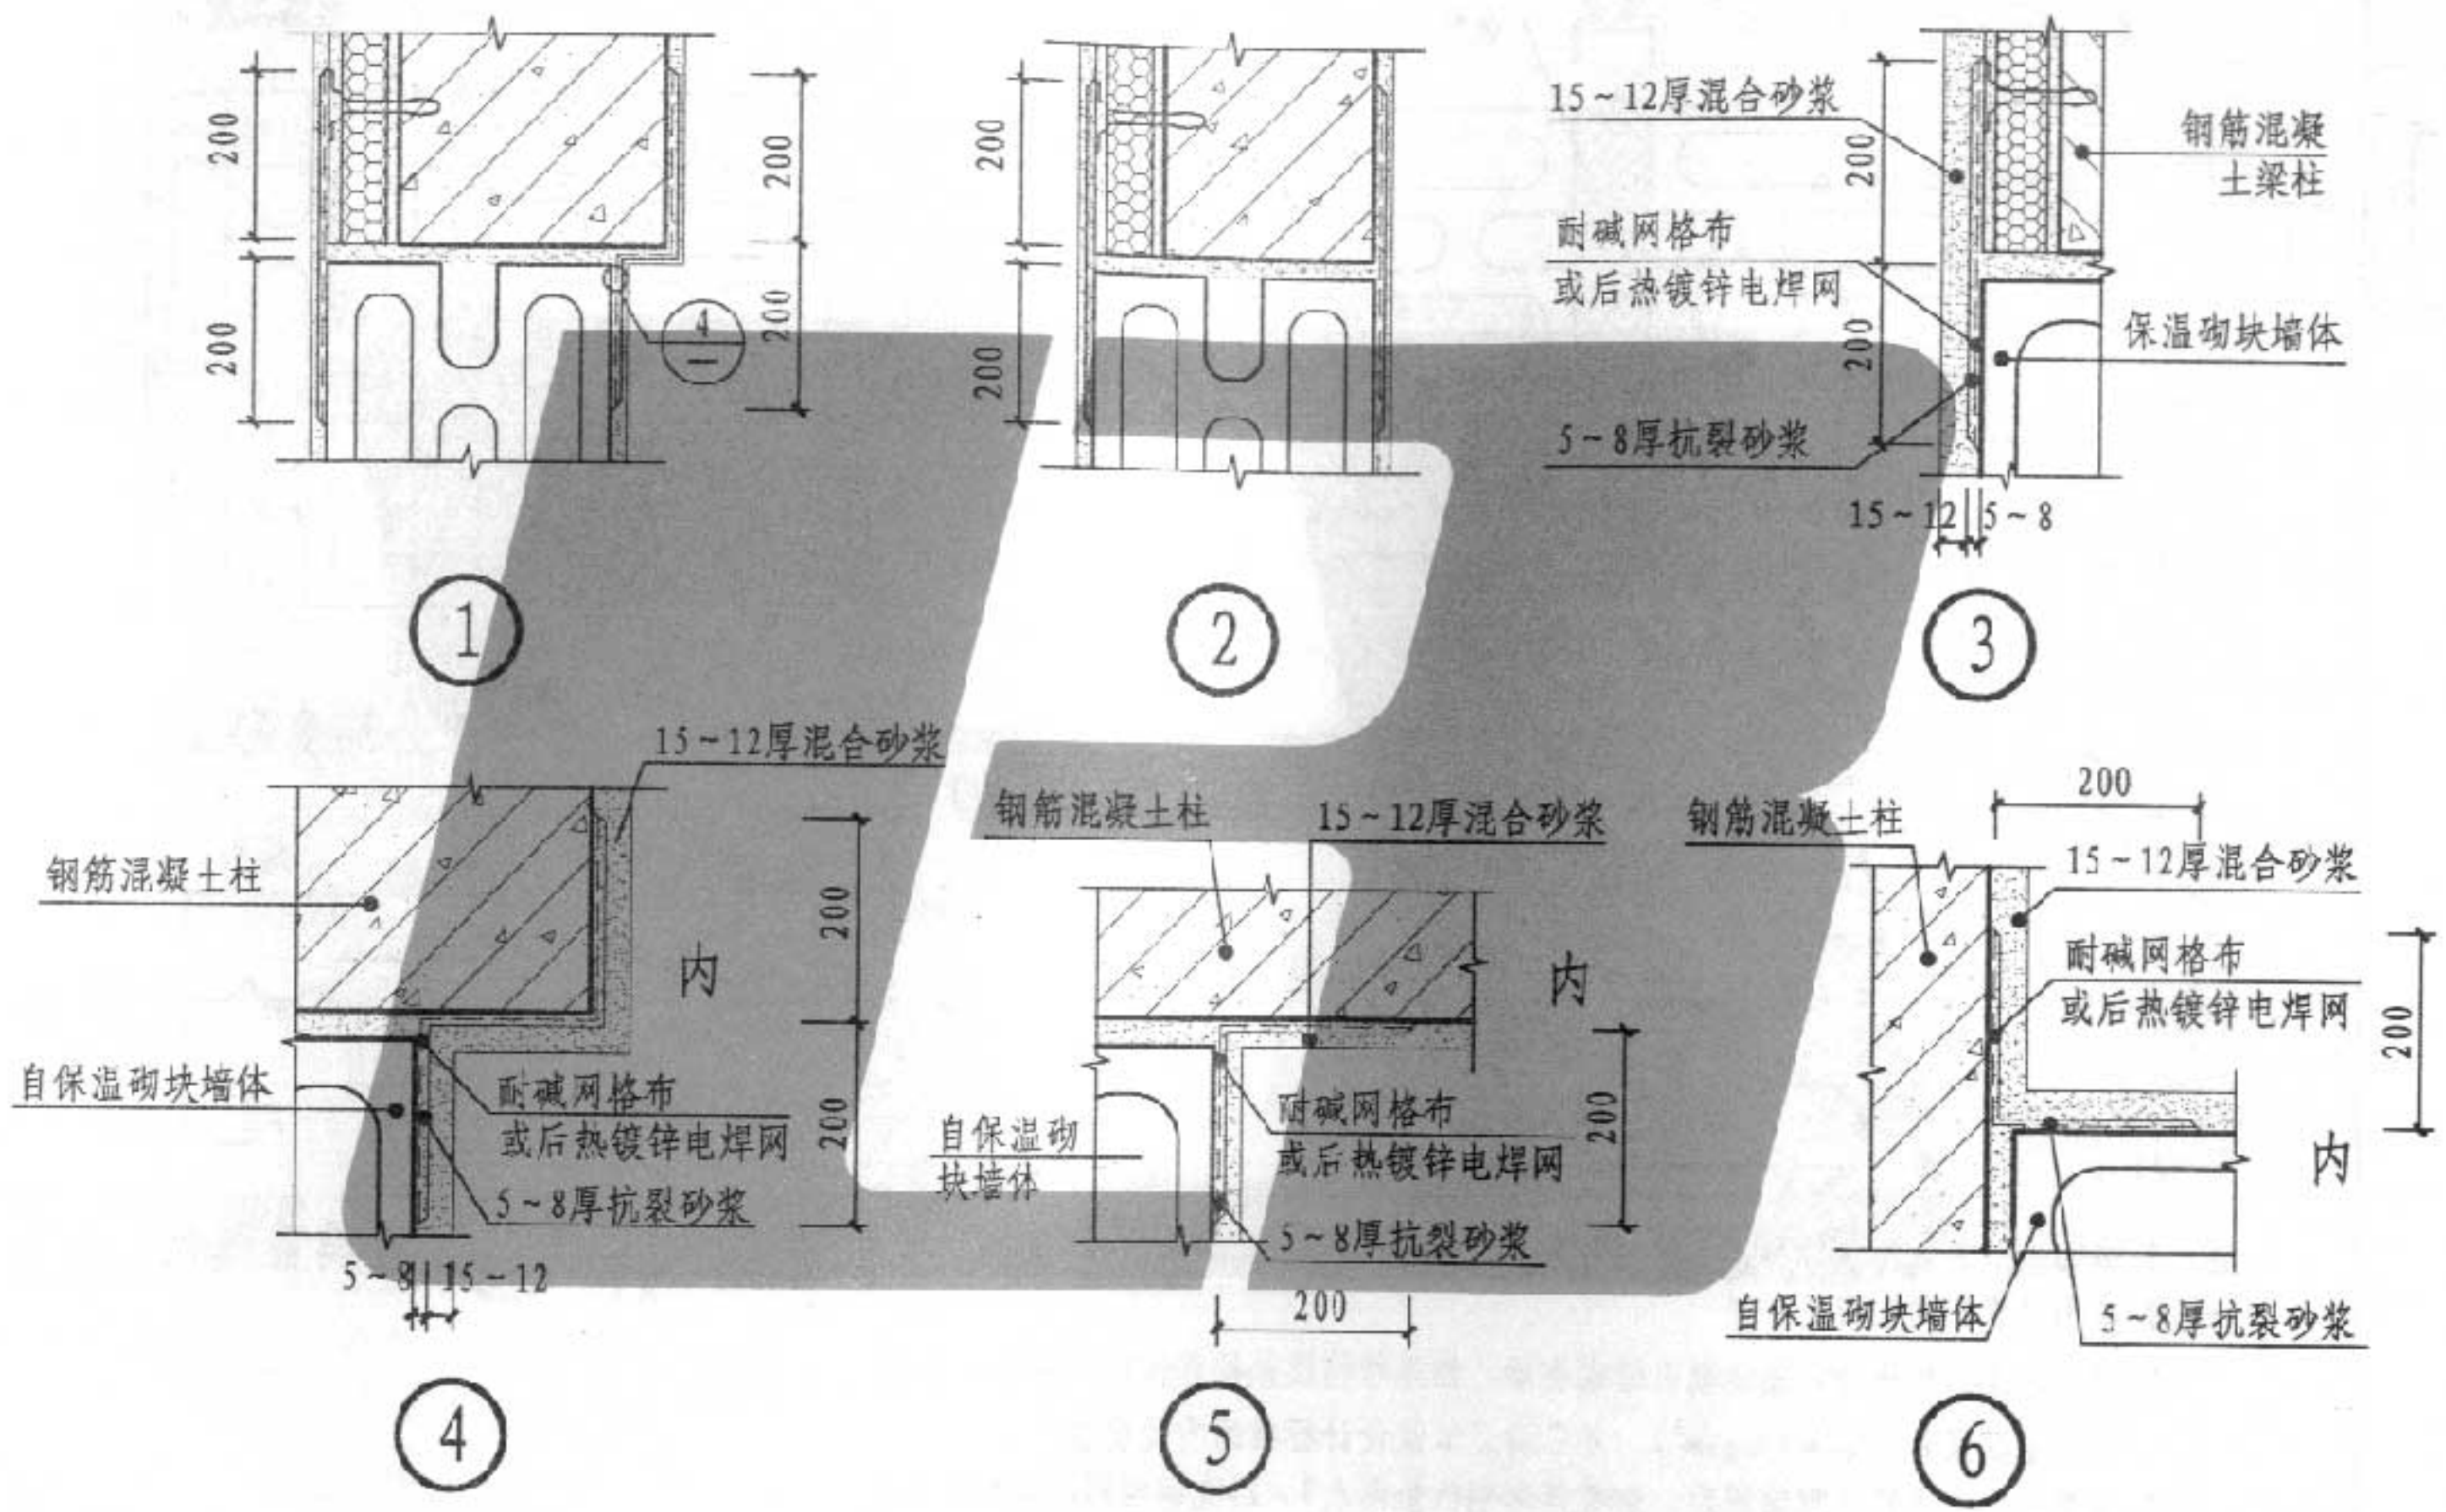 200
200
200
200
4
—
①
200
200
②
15~12厚混合砂浆
200
钢筋混凝
土梁柱
耐碱网格布
或后热镀锌电焊网
200
保温砌块墙体
5~8厚抗裂砂浆
15~12
5~8
③
15~12厚混合砂浆
钢筋混凝土柱
200
内
自保温砌块墙体
耐碱网格布
或后热镀锌电焊网
200
5~8厚抗裂砂浆
5~8
15~12
④
钢筋混凝土柱
15~12厚混合砂浆
内
自保温砌
块墙体
耐碱网格布
或后热镀锌电焊网
200
5~8厚抗裂砂浆
200
⑤
200
钢筋混凝土柱
15~12厚混合砂浆
耐碱网格布
或后热镀锌电焊网
200
内
自保温砌块墙体
5~8厚抗裂砂浆
⑥